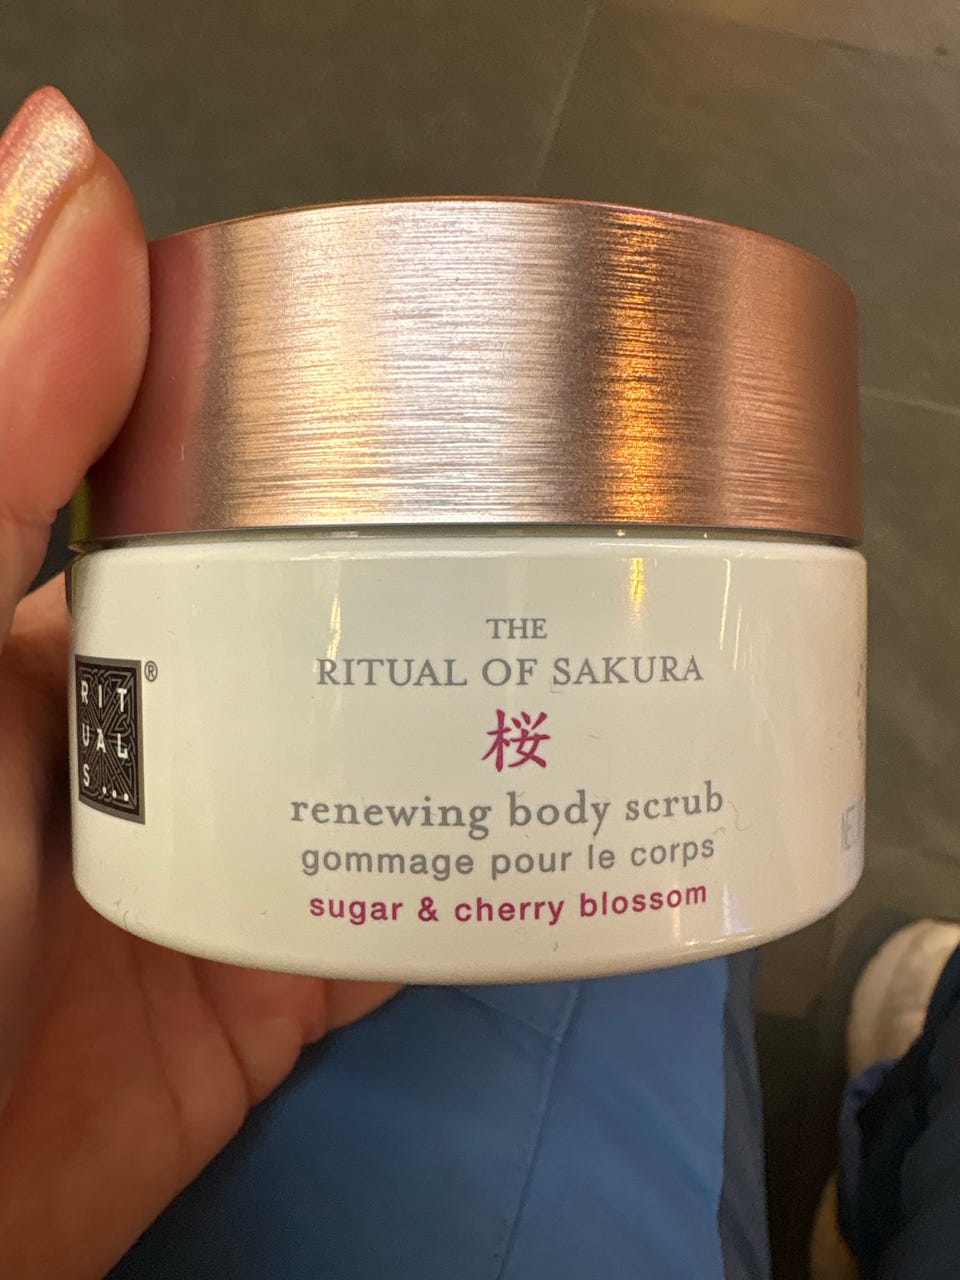 THE
RITUAL OF SAKURA
桜
renewing body scrub
gommage pour le corps
sugar & cherry blossom
RIT
UAL
S...
®